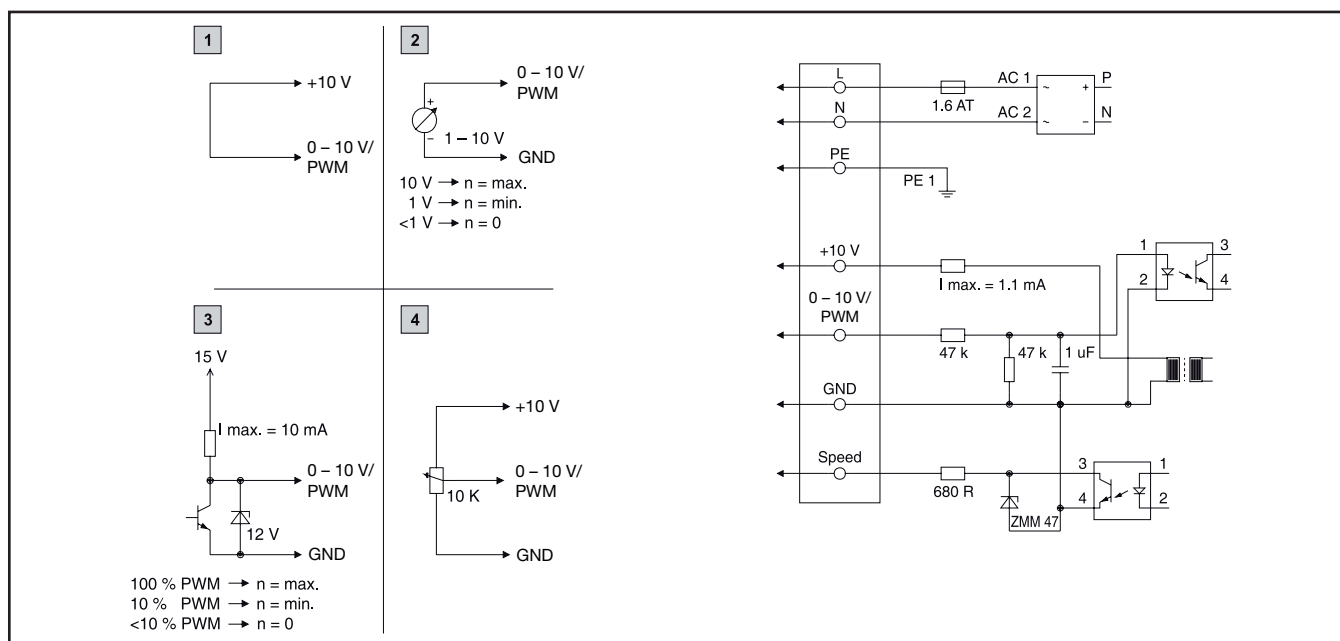 1
+10 V
0 – 10 V/
PWM
2
0 – 10 V/
PWM
+
–
1 – 10 V
GND
10 V → n = max.
1 V → n = min.
<1 V → n = 0
3
15 V
I max. = 10 mA
0 – 10 V/
PWM
12 V
GND
100 % PWM → n = max.
10 % PWM → n = min.
<10 % PWM → n = 0
4
+10 V
0 – 10 V/
PWM
10 K
GND
L
1.6 AT
AC 1
~ + P
N
AC 2
~ – N
PE
PE 1
+10 V
I max. = 1.1 mA
1 3
2 4
0 – 10 V/
PWM
47 k
47 k
1 uF
GND
Speed
680 R
ZMM 47
3 1
4 2